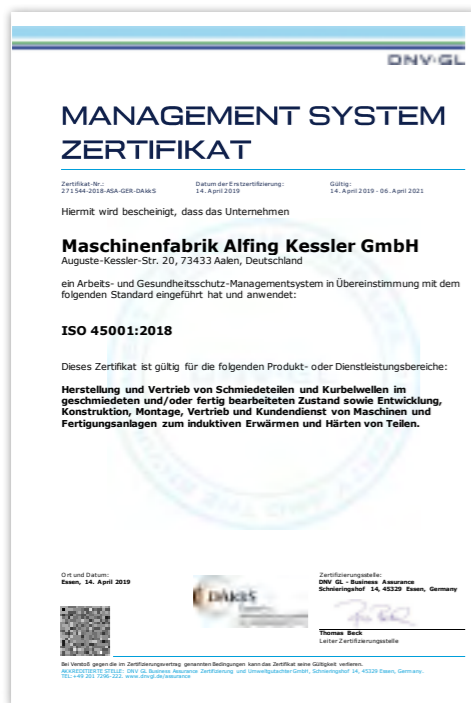 DNV·GL
MANAGEMENT SYSTEM
ZERTIFIKAT
Zertifikat-Nr.: Datum der Erstzertifizierung: Gültig:
271544-2018-ASA-GER-DAkkS 14. April 2019 14. April 2019 - 06. April 2021
Hiermit wird bescheinigt, dass das Unternehmen
Maschinenfabrik Alfing Kessler GmbH
Auguste-Kessler-Str. 20, 73433 Aalen, Deutschland
ein Arbeits- und Gesundheitsschutz-Managementsystem in Übereinstimmung mit dem
folgenden Standard eingeführt hat und anwendet:
ISO 45001:2018
Dieses Zertifikat ist gültig für die folgenden Produkt- oder Dienstleistungsbereiche:
Herstellung und Vertrieb von Schmiedeteilen und Kurbelwellen im
geschmiedeten und/oder fertig bearbeiteten Zustand sowie Entwicklung,
Konstruktion, Montage, Vertrieb und Kundendienst von Maschinen und
Fertigungsanlagen zum induktiven Erwärmen und Härten von Teilen.
Ort und Datum:
Essen, 14. April 2019
DAkkS
Zertifizierungsstelle:
DNV GL - Business Assurance
Schnieringshof 14, 45329 Essen, Germany
Thomas Beck
Leiter Zertifizierungsstelle
Bei Verstoß gegen die im Zertifizierungsvertrag genannten Bedingungen kann das Zertifikat seine Gültigkeit verlieren.
AKKREDITIERTE STELLE: DNV GL Business Assurance Zertifizierung und Umweltgutachter GmbH, Schnieringshof 14, 45329 Essen, Germany.
TEL: +49 201 7296-222. www.dnvgl.de/assurance